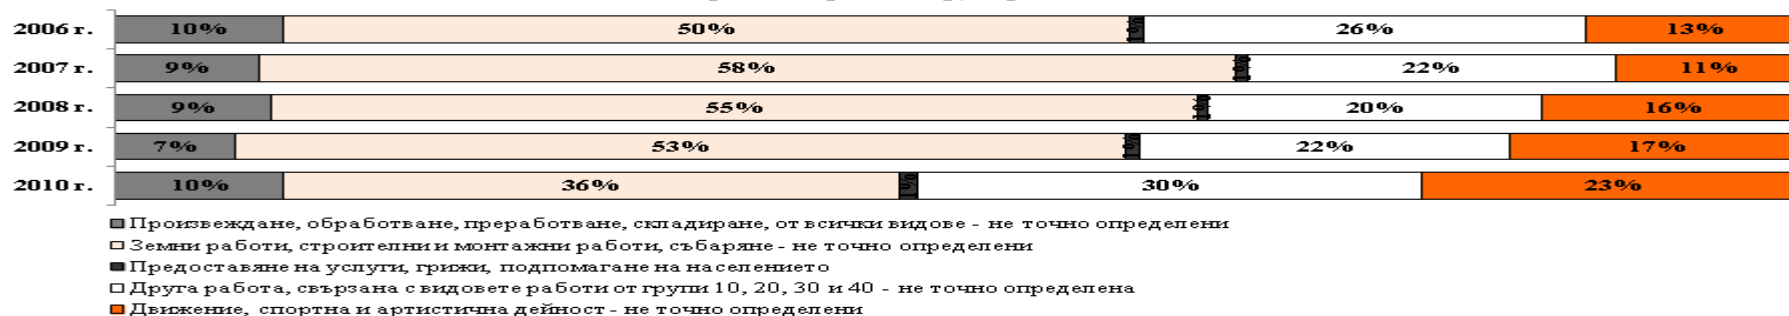 2006 г. 10% 50% 1% 26% 13%
2007 г. 9% 58% 22% 11%
2008 г. 9% 55% 1% 20% 16%
2009 г. 7% 53% 1% 22% 17%
2010 г. 10% 36% 30% 23%
Произвеждане, обработване, преработване, складиране, от всички видове - не точно определени
Земни работи, строителни и монтажни работи, събаряне - не точно определени
Предоставяне на услуги, грижи, подпомагане на населението
Друга работа, свързана с видовете работи от групи 10, 20, 30 и 40 - не точно определена
Движение, спортна и артистична дейност - не точно определени